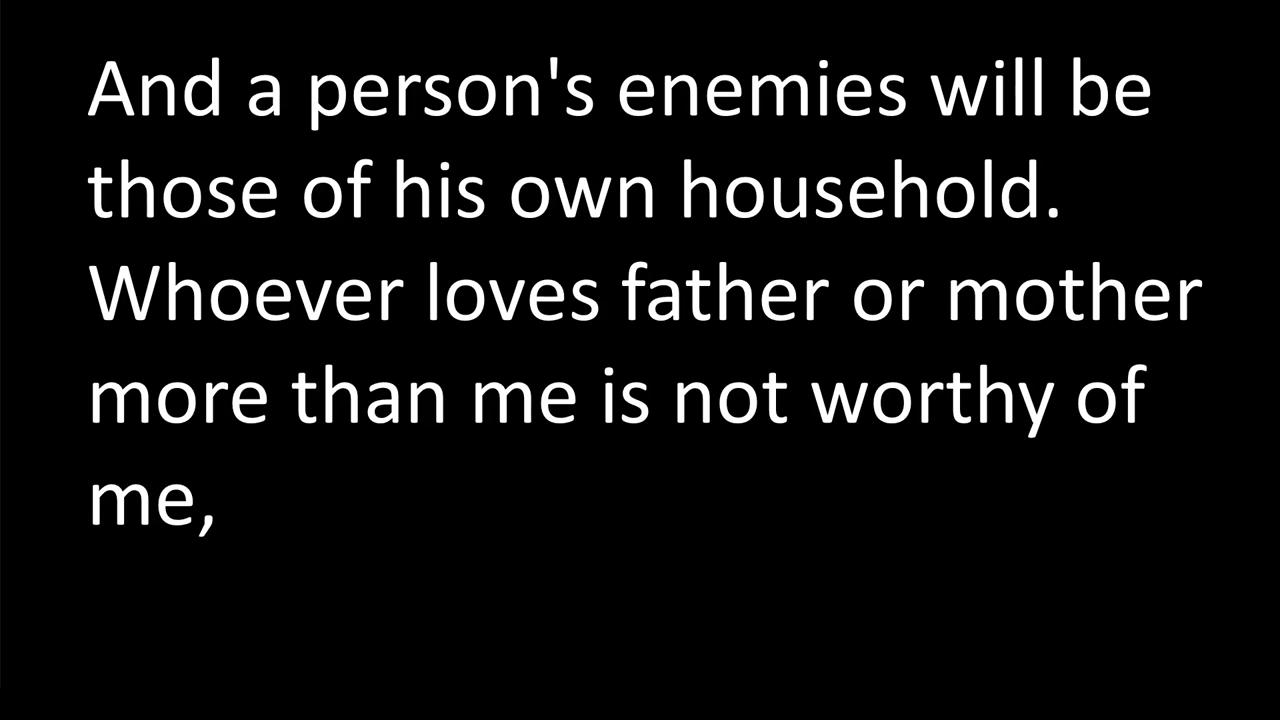 And a person's enemies will be
those of his own household.
Whoever loves father or mother
more than me is not worthy of
me,